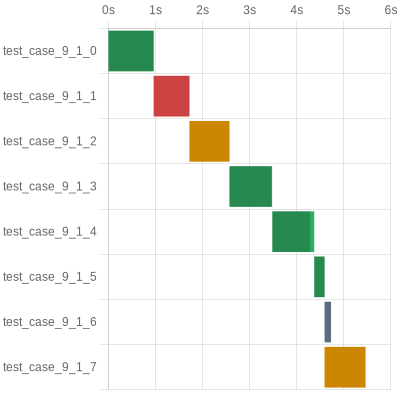 0s 1s 2s 3s 4s 5s 6s
test_case_9_1_0
test_case_9_1_1
test_case_9_1_2
test_case_9_1_3
test_case_9_1_4
test_case_9_1_5
test_case_9_1_6
test_case_9_1_7